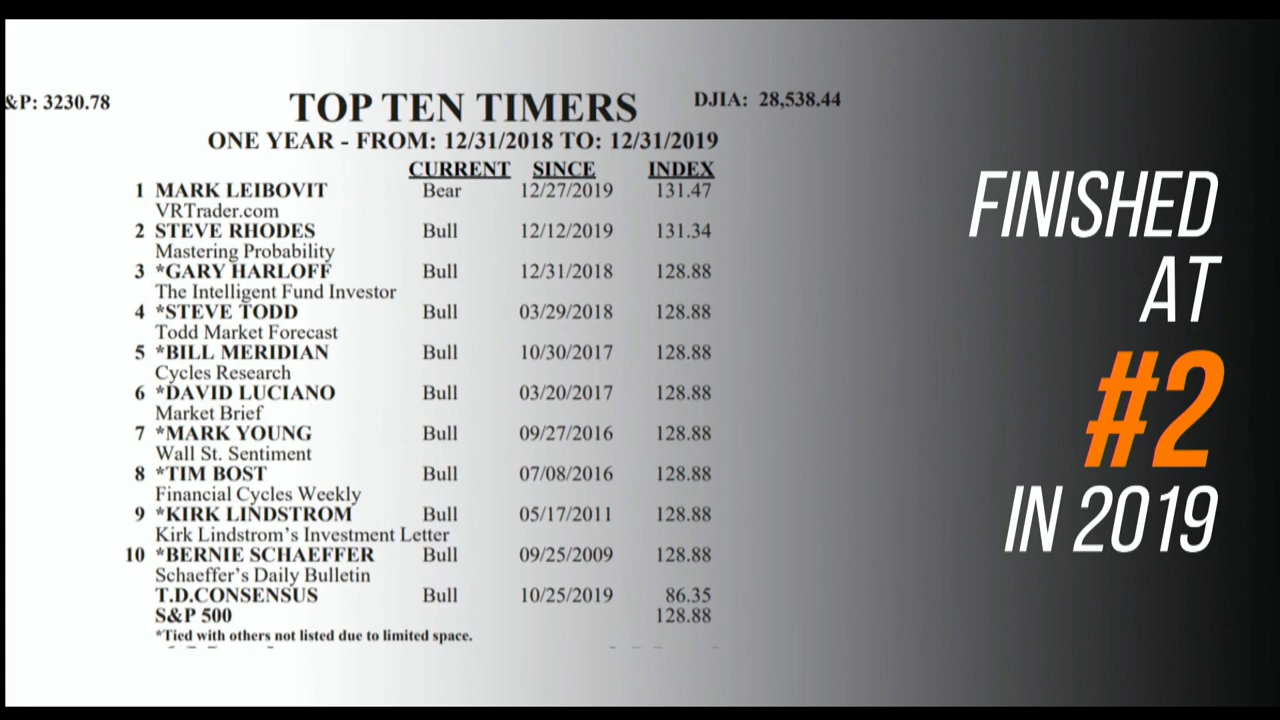 &P: 3230.78
TOP TEN TIMERS
DJIA: 28,538.44
ONE YEAR - FROM: 12/31/2018 TO: 12/31/2019
CURRENT SINCE INDEX
1 MARK LEIBOVIT Bear 12/27/2019 131.47
VRTrader.com
2 STEVE RHODES Bull 12/12/2019 131.34
Mastering Probability
3 *GARY HARLOFF Bull 12/31/2018 128.88
The Intelligent Fund Investor
4 *STEVE TODD Bull 03/29/2018 128.88
Todd Market Forecast
5 *BILL MERIDIAN Bull 10/30/2017 128.88
Cycles Research
6 *DAVID LUCIANO Bull 03/20/2017 128.88
Market Brief
7 *MARK YOUNG Bull 09/27/2016 128.88
Wall St. Sentiment
8 *TIM BOST Bull 07/08/2016 128.88
Financial Cycles Weekly
9 *KIRK LINDSTROM Bull 05/17/2011 128.88
Kirk Lindstrom's Investment Letter
10 *BERNIE SCHAEFFER Bull 09/25/2009 128.88
Schaeffer's Daily Bulletin
T.D.CONSENSUS Bull 10/25/2019 86.35
S&P 500 128.88
*Tied with others not listed due to limited space.
FINISHED
AT
#2
IN 2019